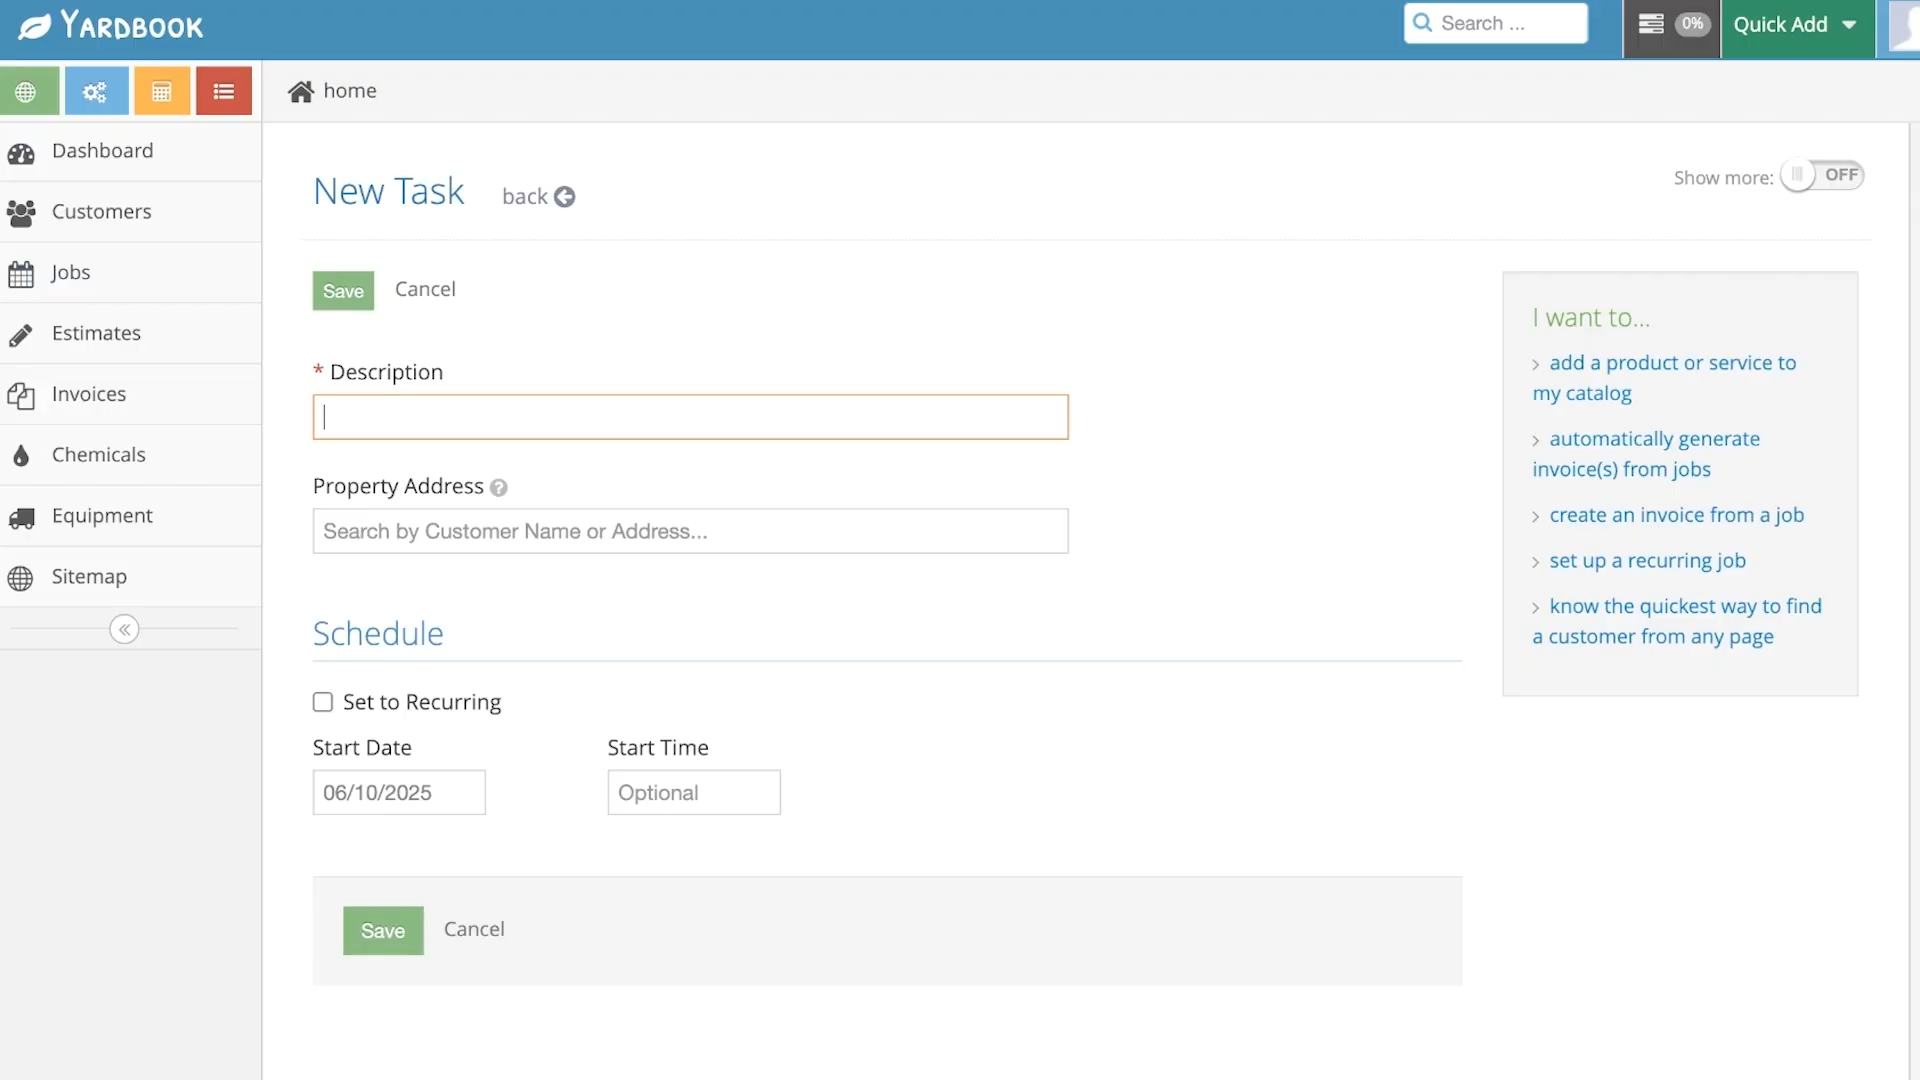 YARDBOOK
Search ...
0%
Quick Add
home
Dashboard
Customers
Jobs
Estimates
Invoices
Chemicals
Equipment
Sitemap
New Task
back
Show more:
OFF
Save
Cancel
* Description
Property Address
Search by Customer Name or Address...
Schedule
Set to Recurring
Start Date
Start Time
06/10/2025
Optional
Save
Cancel
I want to...
add a product or service to
my catalog
automatically generate
invoice(s) from jobs
create an invoice from a job
set up a recurring job
know the quickest way to find
a customer from any page